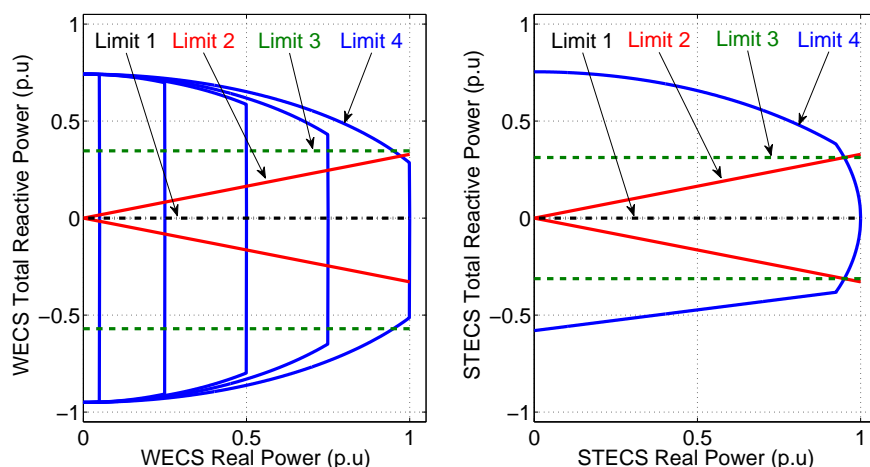 WECS Total Reactive Power (p.u)
1
0.5
0
−0.5
−1
Limit 1 Limit 2 Limit 3 Limit 4
0 0.5 1
WECS Real Power (p.u)
STECS Total Reactive Power (p.u)
1
0.5
0
−0.5
−1
Limit 1 Limit 2 Limit 3 Limit 4
0 0.5 1
STECS Real Power (p.u)